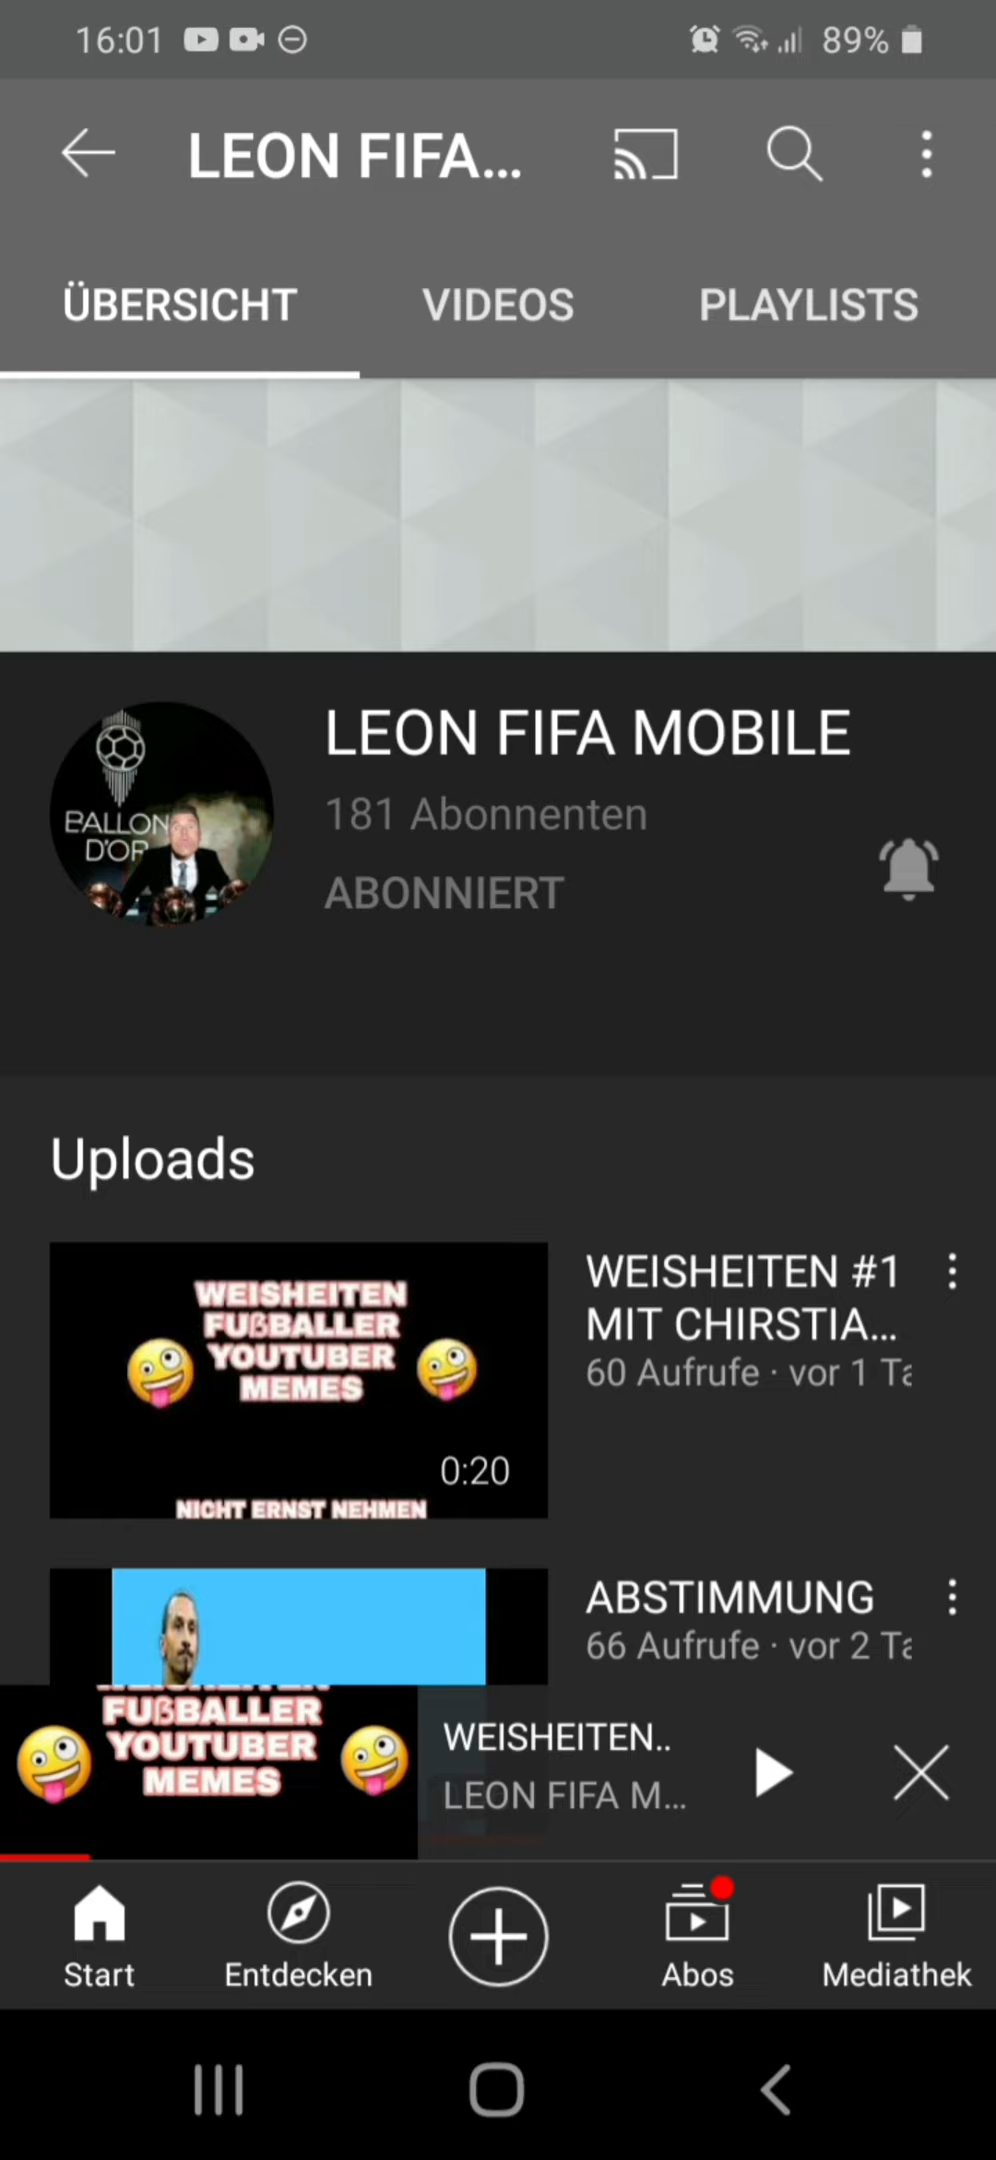 16:01
89%
LEON FIFA...
ÜBERSICHT
VIDEOS
PLAYLISTS
BALLON
D'OR
LEON FIFA MOBILE
181 Abonnenten
ABONNIERT
Uploads
WEISHEITEN
FUßBALLER
YOUTUBER
MEMES
0:20
NICHT ERNST NEHMEN
WEISHEITEN #1
MIT CHIRSTIA...
60 Aufrufe · vor 1 Ta
ABSTIMMUNG
66 Aufrufe · vor 2 Ta
FUßBALLER
YOUTUBER
MEMES
WEISHEITEN..
LEON FIFA M...
Start
Entdecken
Abos
Mediathek